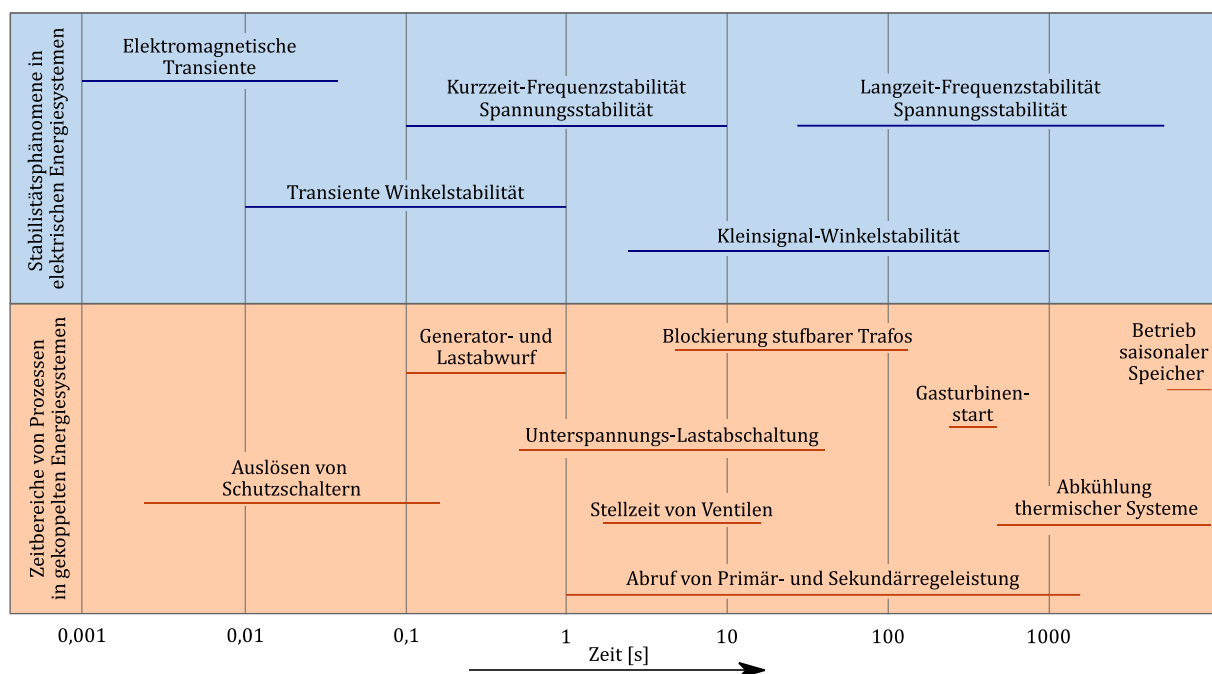 Stabilistätsphänomene in
elektrischen Energiesystemen
Elektromagnetische
Transiente
Kurzzeit-Frequenzstabilität
Spannungsstabilität
Langzeit-Frequenzstabilität
Spannungsstabilität
Transiente Winkelstabilität
Kleinsignal-Winkelstabilität
Zeitbereiche von Prozessen
in gekoppelten Energiesystemen
Generator- und
Lastabwurf
Blockierung stufbarer Trafos
Betrieb
saisonaler
Speicher
Gasturbinen-
start
Unterspannungs-Lastabschaltung
Auslösen von
Schutzschaltern
Stellzeit von Ventilen
Abkühlung
thermischer Systeme
Abruf von Primär- und Sekundärregeleistung
0,001 0,01 0,1 1 10 100 1000
Zeit [s]